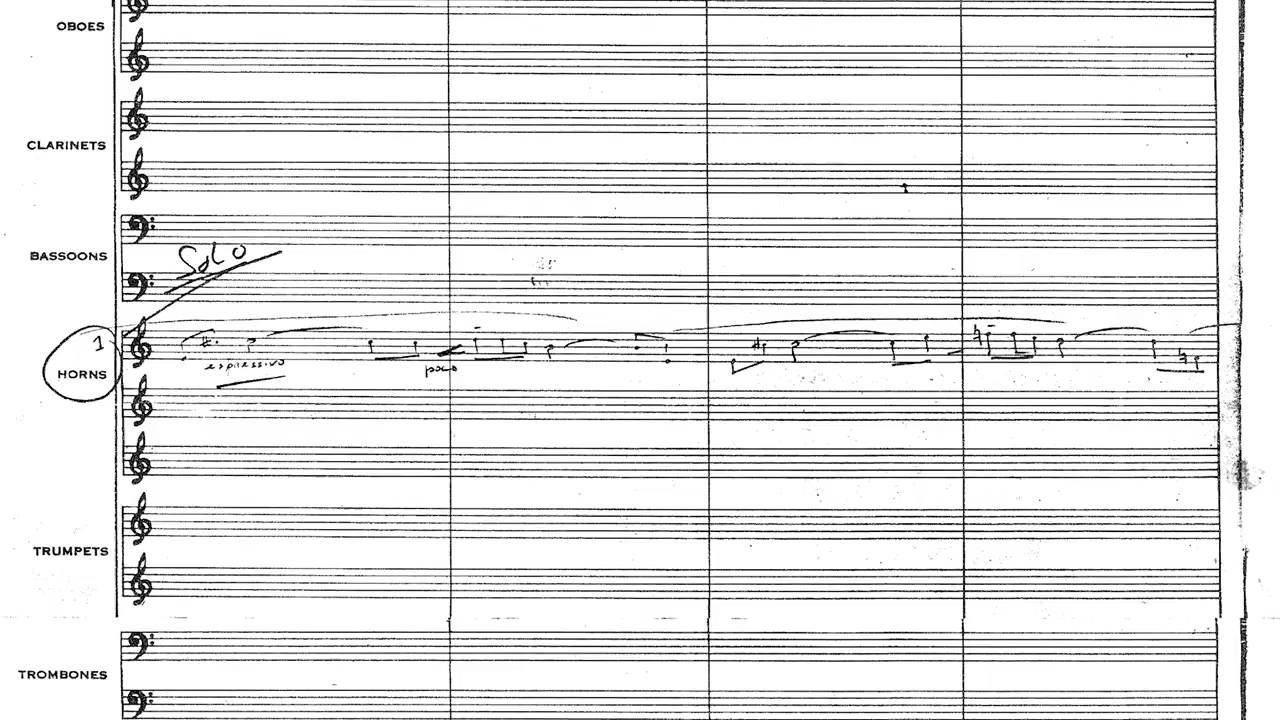 OBOES
CLARINETS
BASSOONS
Solo
1
HORNS
espressivo
poco
TRUMPETS
TROMBONES